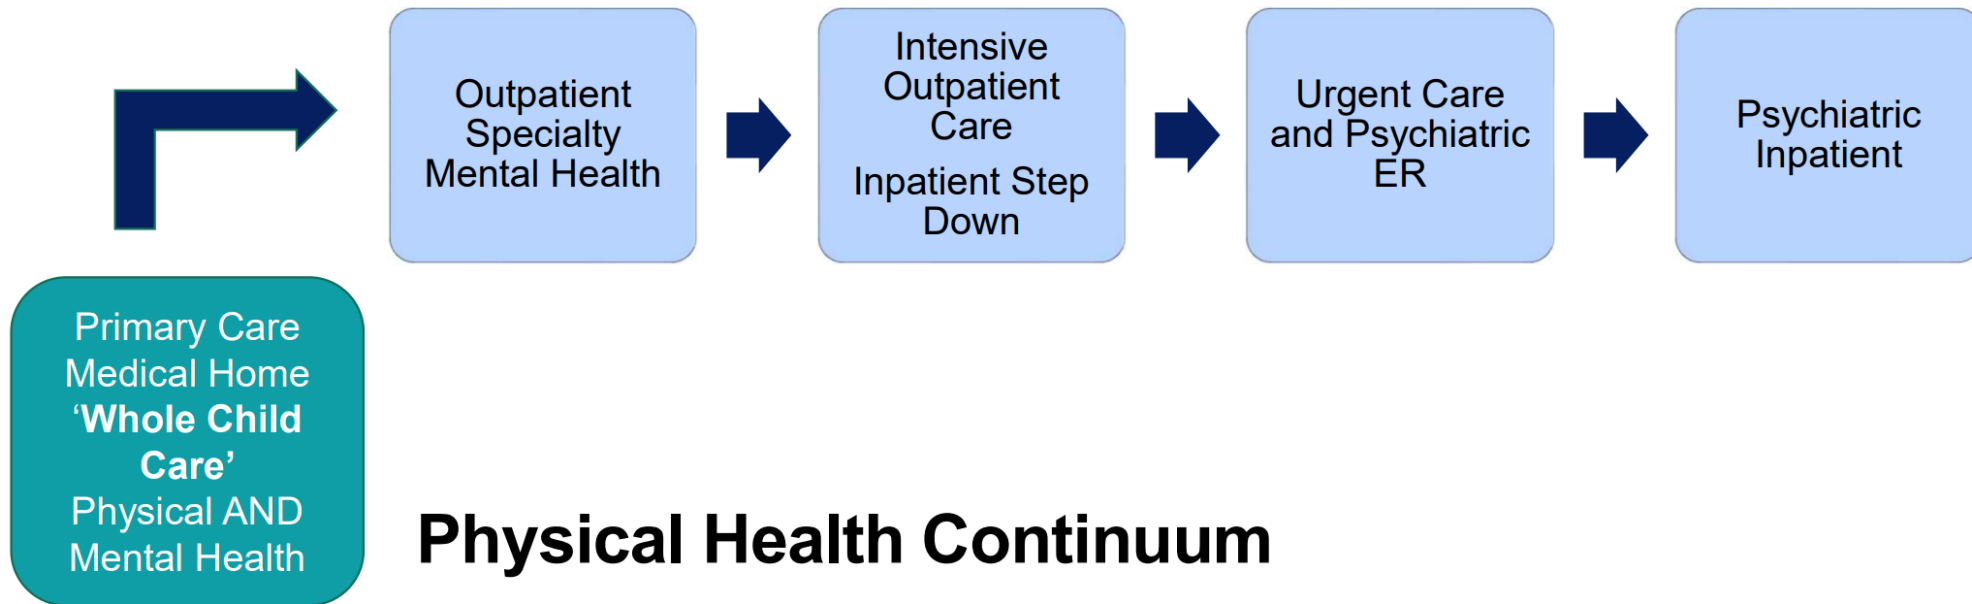 Outpatient
Specialty
Mental Health
Intensive
Outpatient
Care
Inpatient Step
Down
Urgent Care
and Psychiatric
ER
Psychiatric
Inpatient
Primary Care
Medical Home
‘Whole Child
Care’
Physical AND
Mental Health
Physical Health Continuum